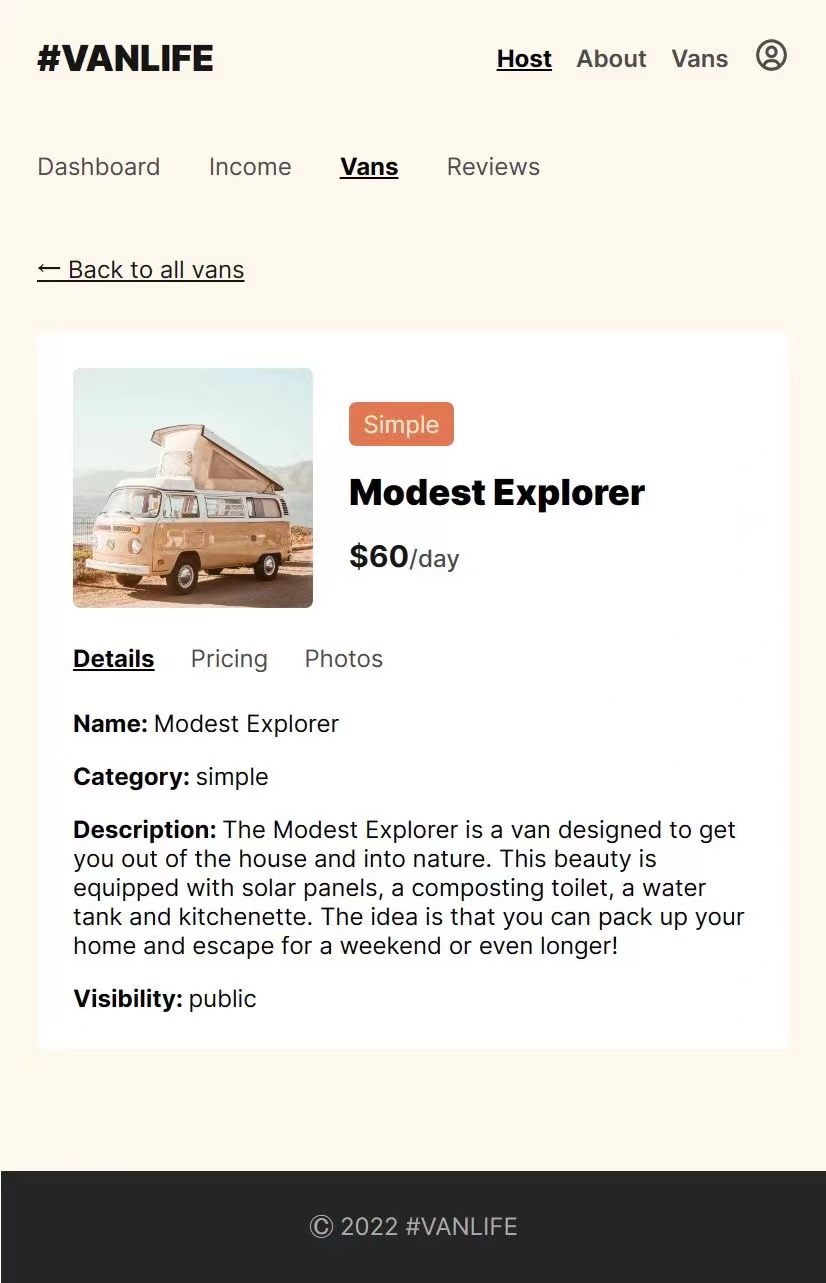 #VANLIFE
Host About Vans
Dashboard Income Vans Reviews
← Back to all vans
Simple
Modest Explorer
$60/day
Details Pricing Photos
Name: Modest Explorer
Category: simple
Description: The Modest Explorer is a van designed to get
you out of the house and into nature. This beauty is
equipped with solar panels, a composting toilet, a water
tank and kitchenette. The idea is that you can pack up your
home and escape for a weekend or even longer!
Visibility: public
Ⓒ 2022 #VANLIFE